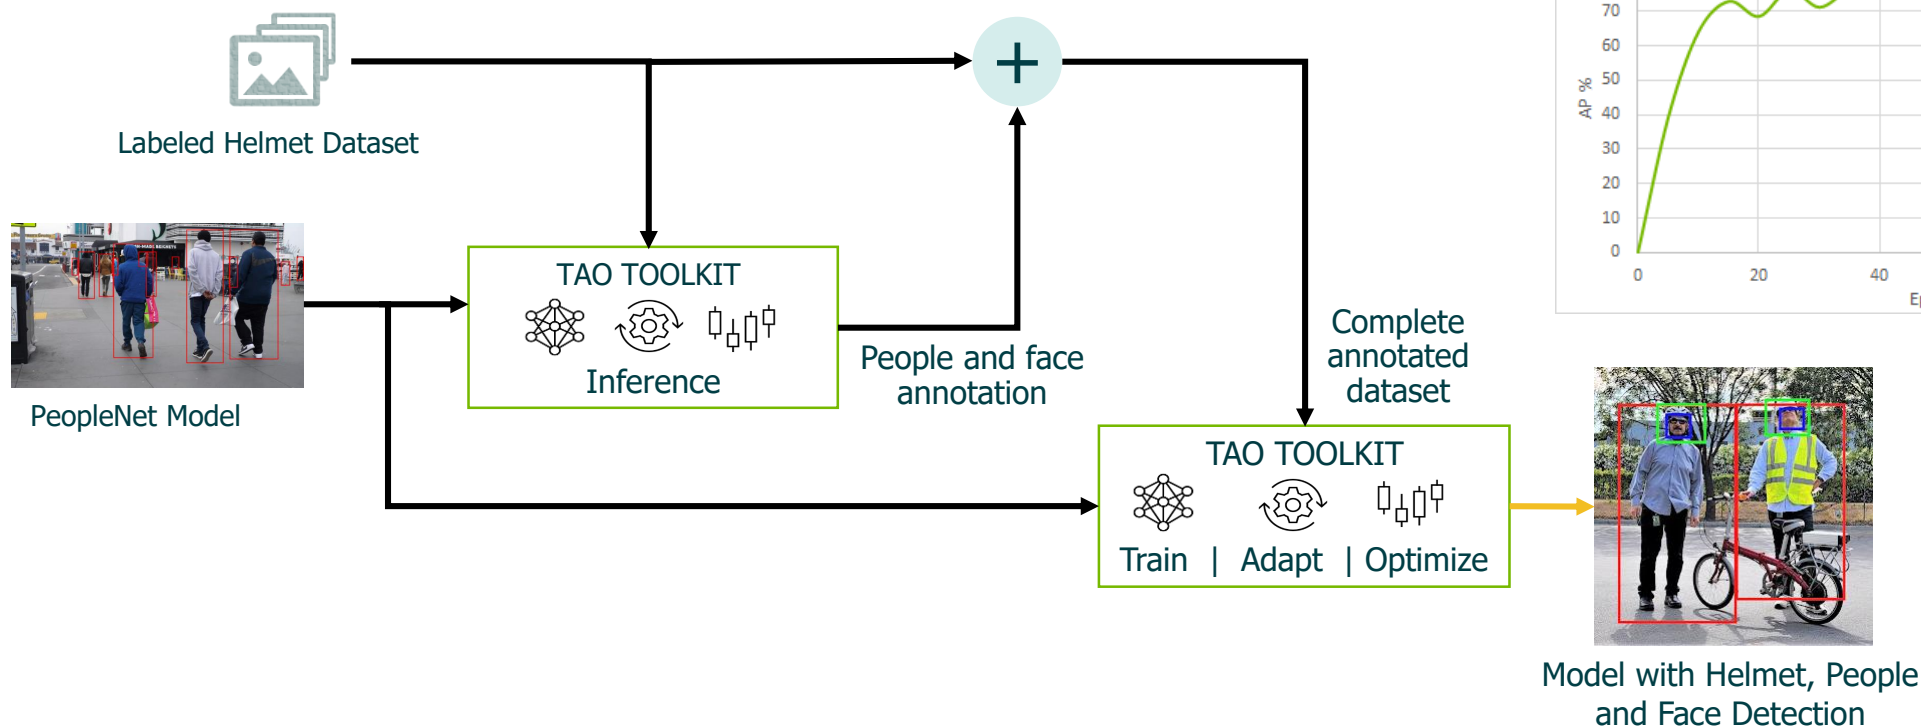 Labeled Helmet Dataset
+
PeopleNet Model
TAO TOOLKIT
Inference
People and face
annotation
Complete
annotated
dataset
TAO TOOLKIT
Train | Adapt | Optimize
AP %
70
60
50
40
30
20
10
0
0 20 40
Model with Helmet, People
and Face Detection